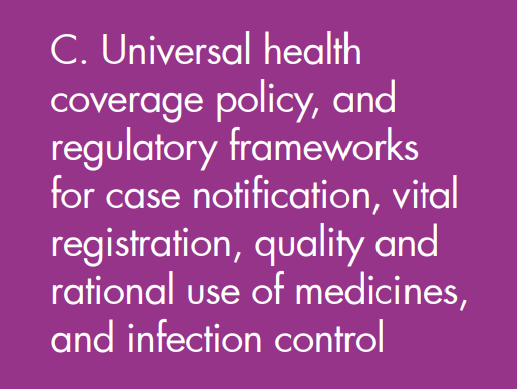 C. Universal health
coverage policy, and
regulatory frameworks
for case notification, vital
registration, quality and
rational use of medicines,
and infection control